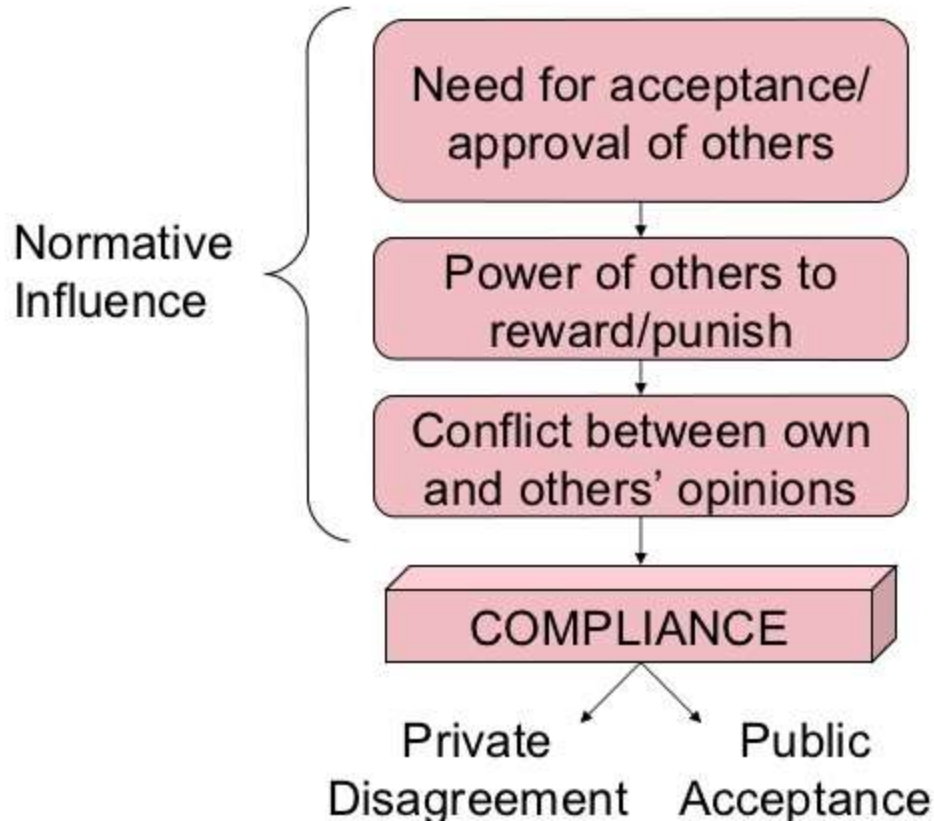 Need for acceptance/
approval of others
Normative
Influence
Power of others to
reward/punish
Conflict between own
and others’ opinions
COMPLIANCE
Private
Disagreement
Public
Acceptance